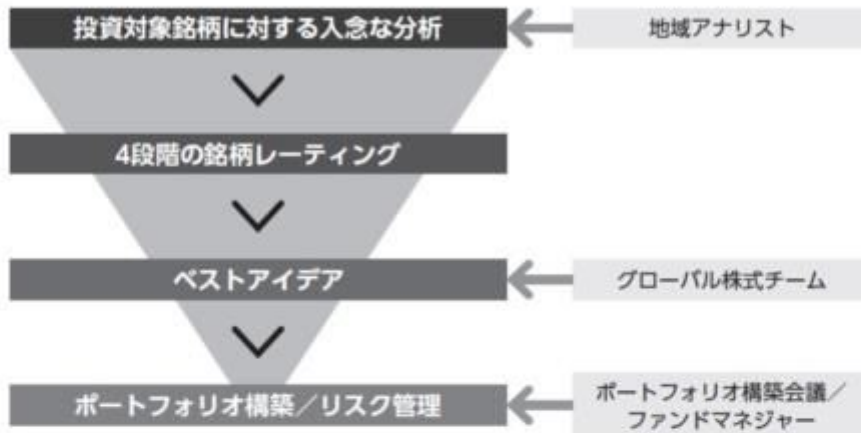 投資対象銘柄に対する入念な分析
地域アナリスト
4段階の銘柄レーティング
ベストアイデア
グローバル株式チーム
ポートフォリオ構築／リスク管理
ポートフォリオ構築会議／
ファンドマネジャー